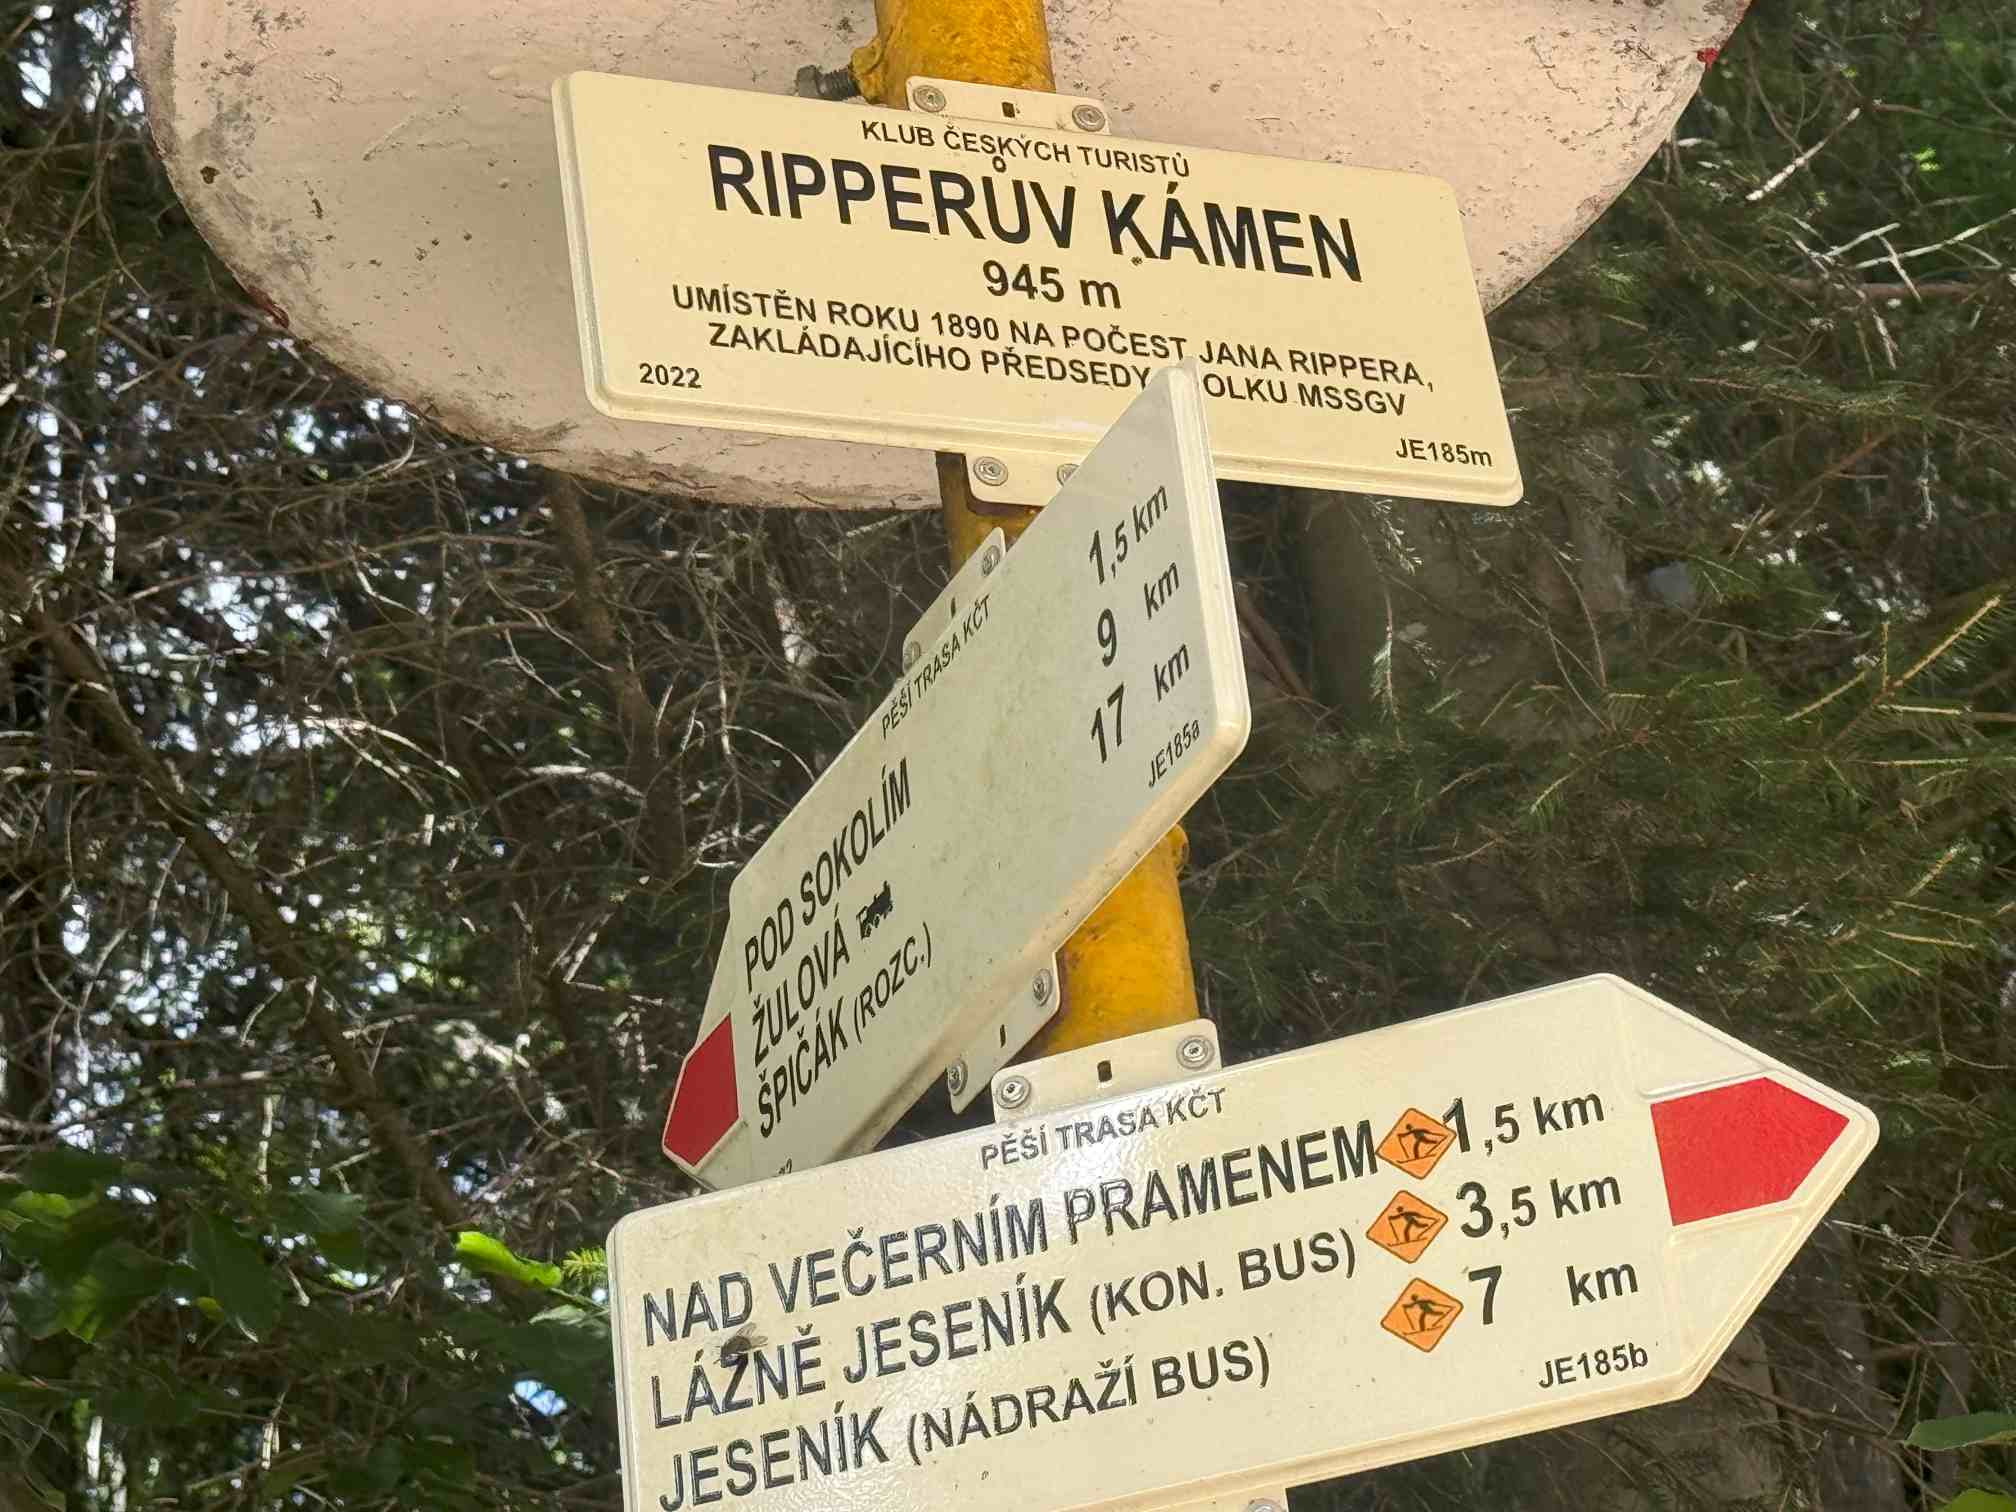 KLUB ČESKÝCH TURISTŮ
RIPPERŮV KÁMEN
945 m
UMÍSTĚN ROKU 1890 NA POČEST JANA RIPPERA,
ZAKLÁDAJÍCÍHO PŘEDSEDY MSSGV
2022
JE185m
PĚŠÍ TRASA KČT
POD SOKOLÍM 1,5 km
ŽULOVÁ 9 km
ŠPIČÁK (ROZC.) 17 km
JE185a
PĚŠÍ TRASA KČT
NAD VEČERNÍM PRAMENEM 1,5 km
LÁZNĚ JESENÍK (KON. BUS) 3,5 km
JESENÍK (NÁDRAŽÍ BUS) 7 km
JE185b